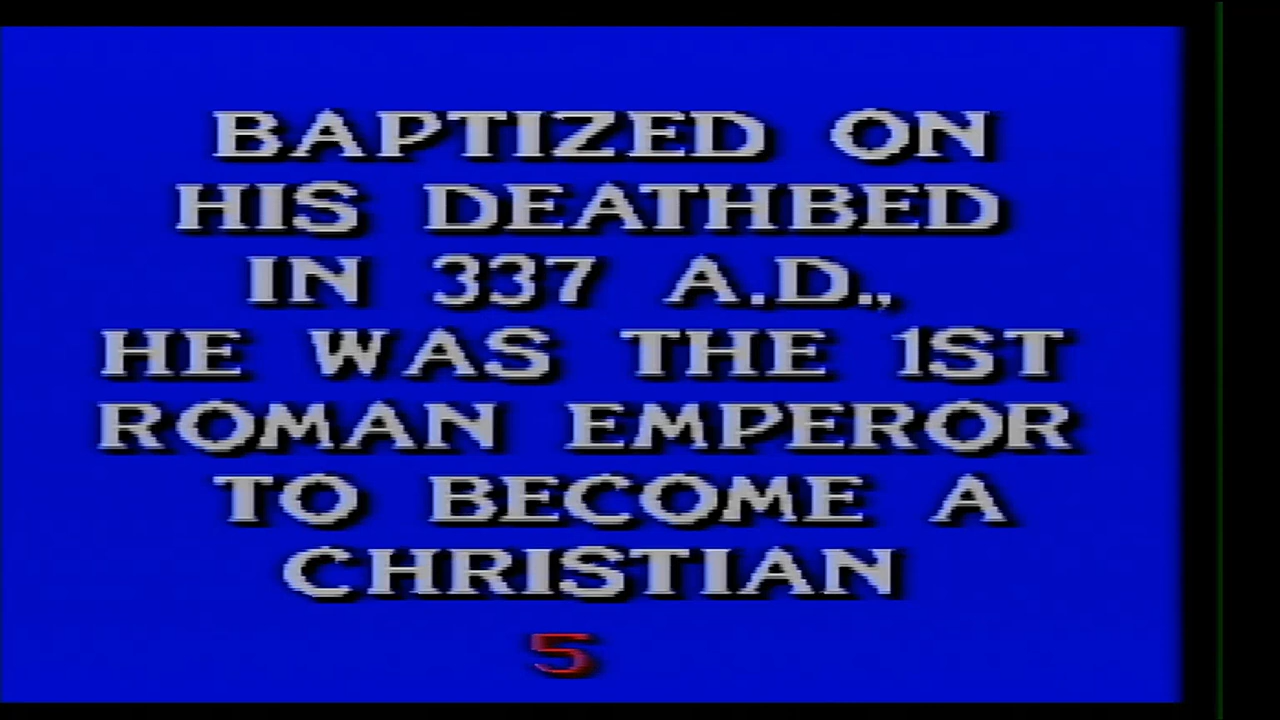 BAPTIZED ON
HIS DEATHBED
IN 337 A.D.,
HE WAS THE 1ST
ROMAN EMPEROR
TO BECOME A
CHRISTIAN
5